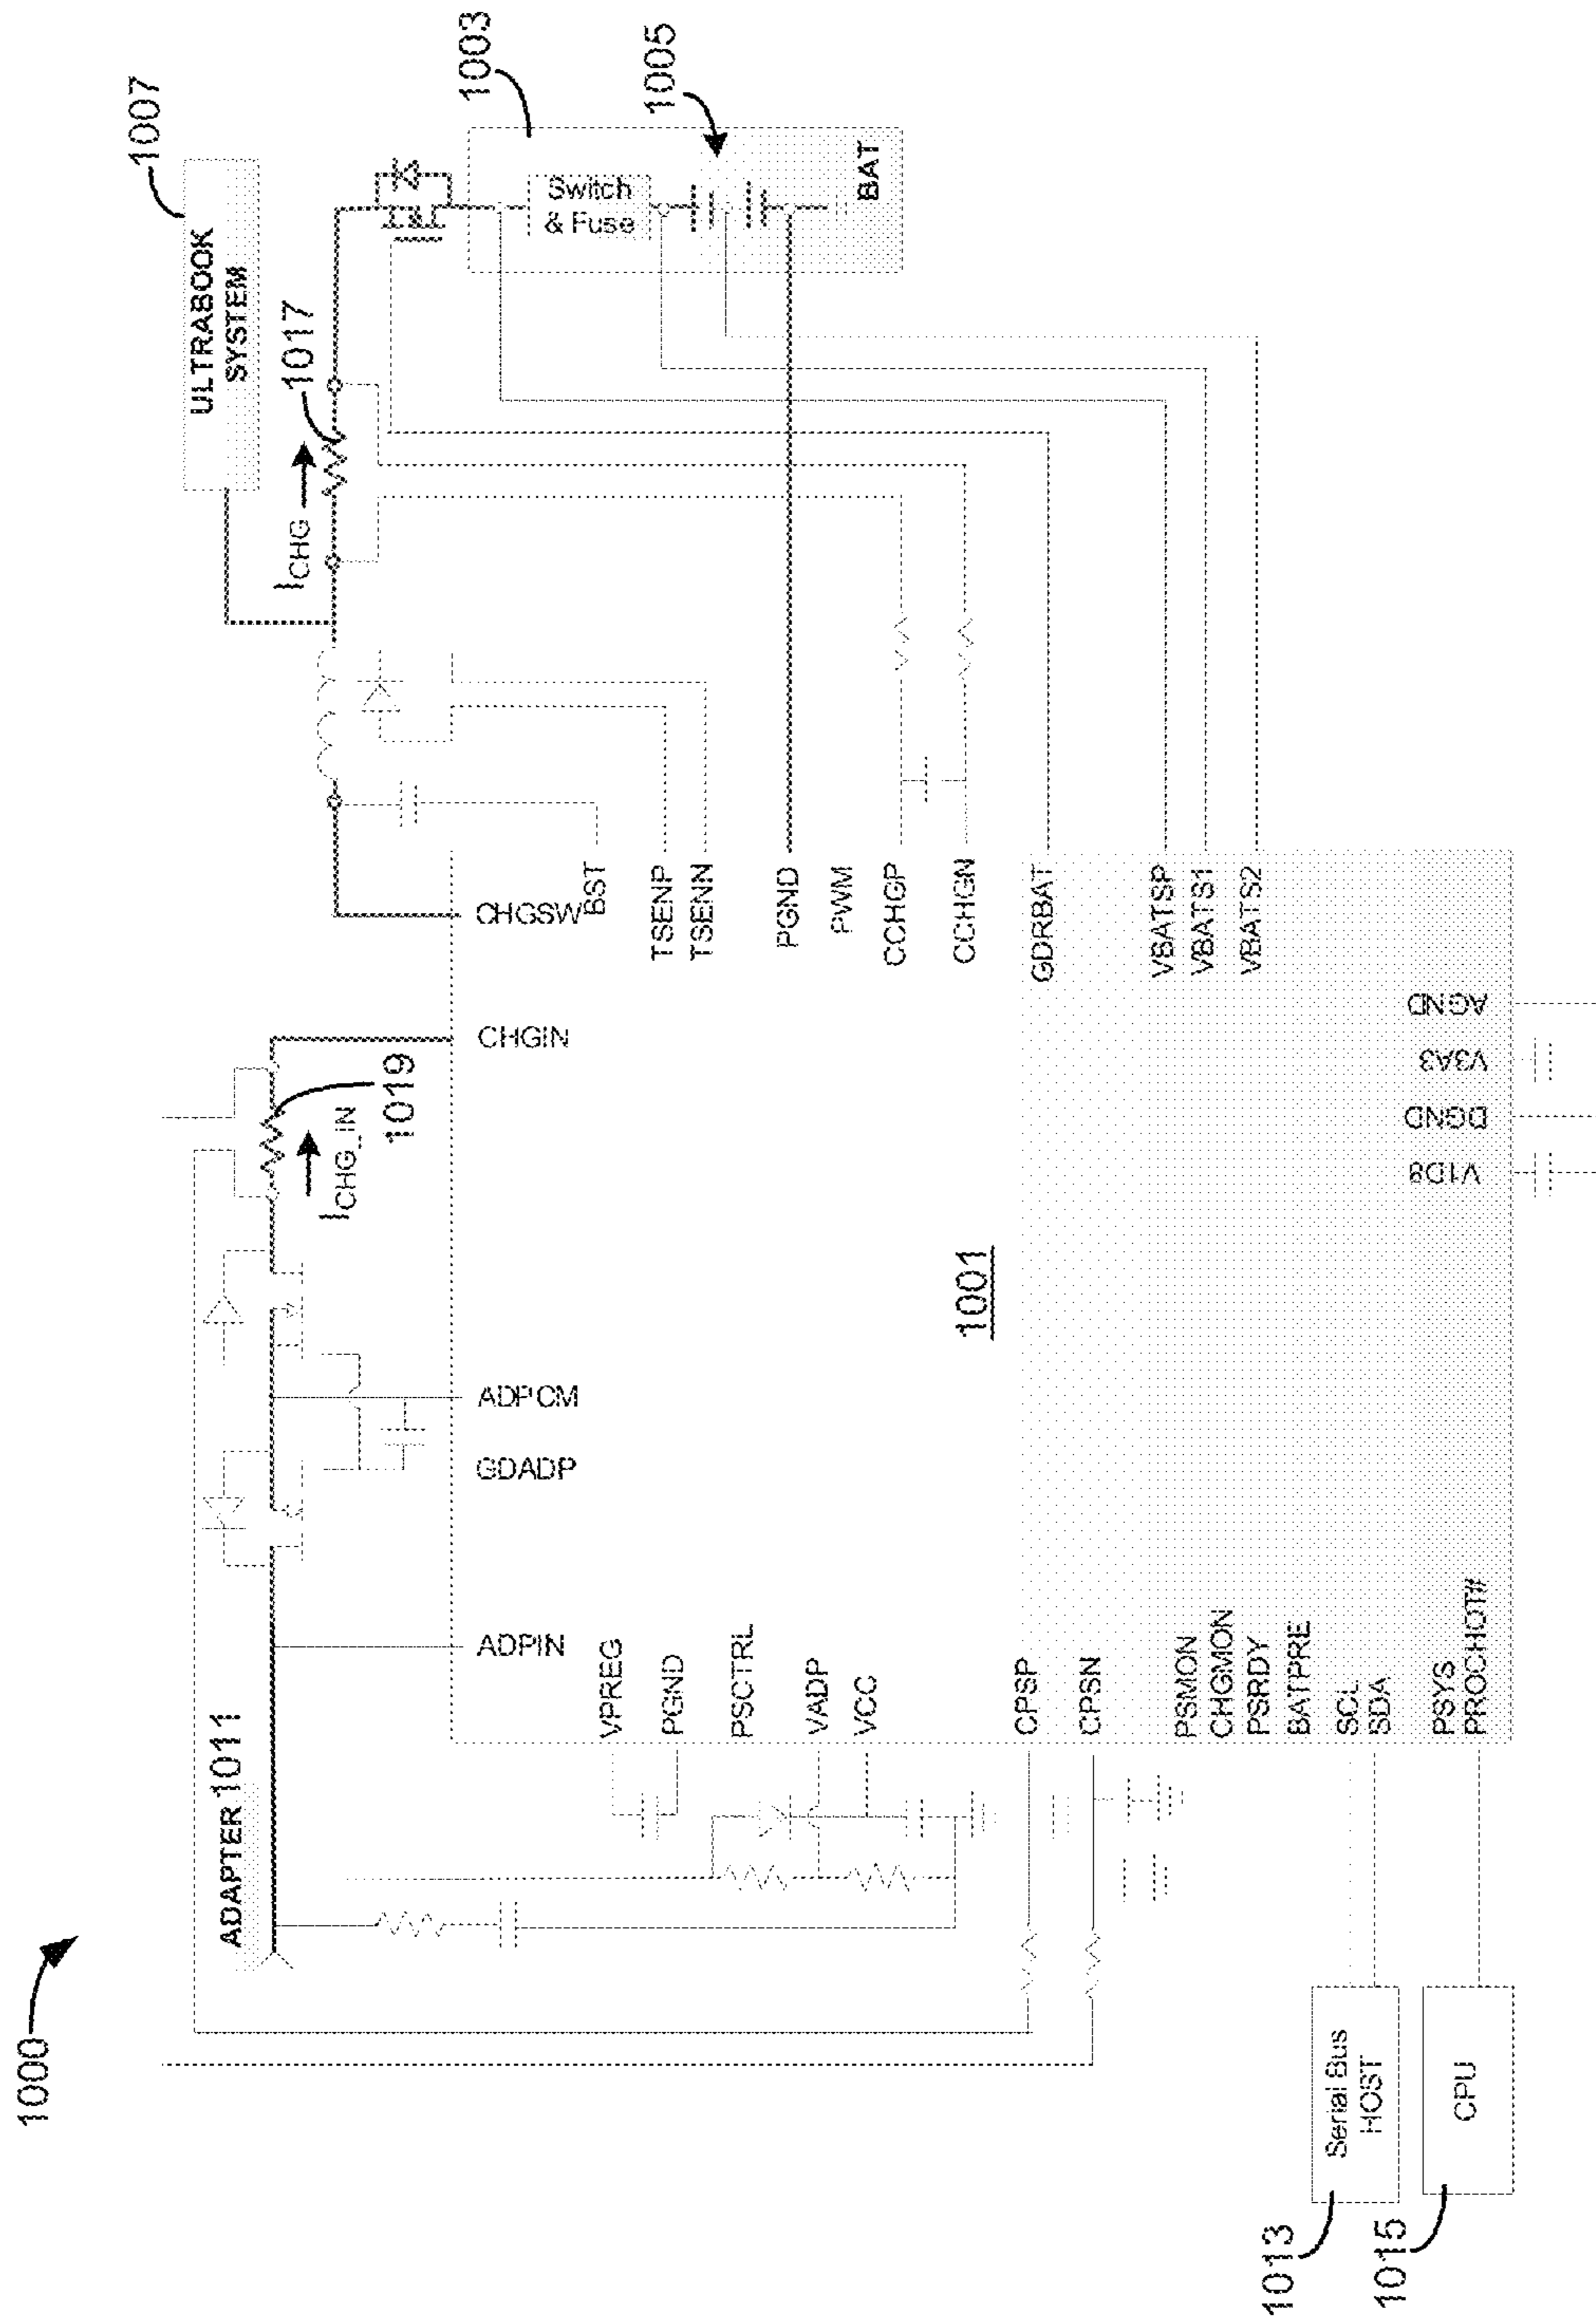 1000
ADAPTER 1011
I CHG_IN
1019
I CHG
1017
1007
ULTRABOOK
SYSTEM
1003
1005
Switch
& Fuse
BAT
ADPIN
GDADP
ADPCM
CHGIN
CHGSW
BST
TSENP
TSENN
PGND
PWM
CCHGP
CCHGN
GDRBAT
VBATSP
VBATS1
VBATS2
VPREG
PGND
PSCTRL
VADP
VCC
CPSP
CPSN
PSMON
CHGMON
PSRDY
BATPRE
SCL
SDA
PSYS
PROCHOT#
1001
V1D8
DGND
V3A3
AGND
Serial Bus
HOST
1013
CPU
1015